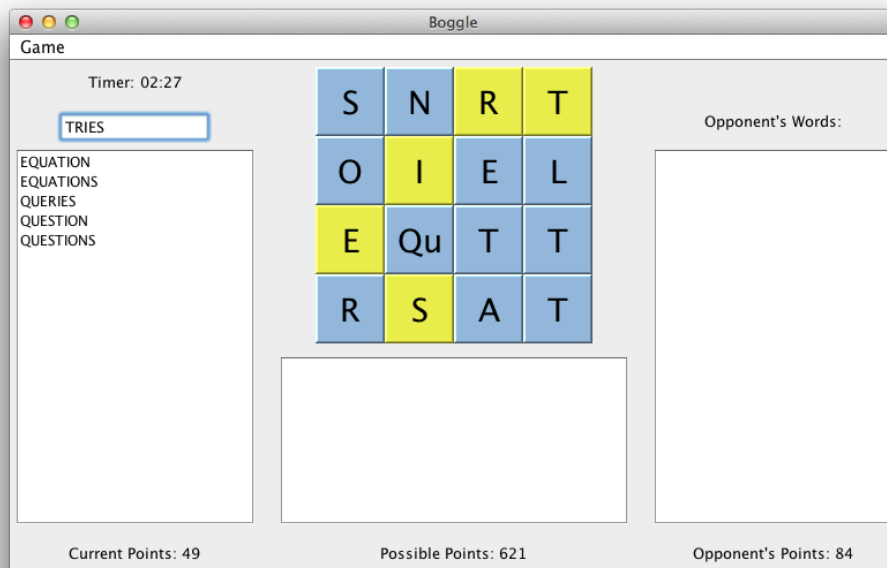 Boggle
Game
Timer: 02:27
TRIES
EQUATION
EQUATIONS
QUERIES
QUESTION
QUESTIONS
Current Points: 49
S N R T
O I E L
E Qu T T
R S A T
Possible Points: 621
Opponent's Words:
Opponent's Points: 84